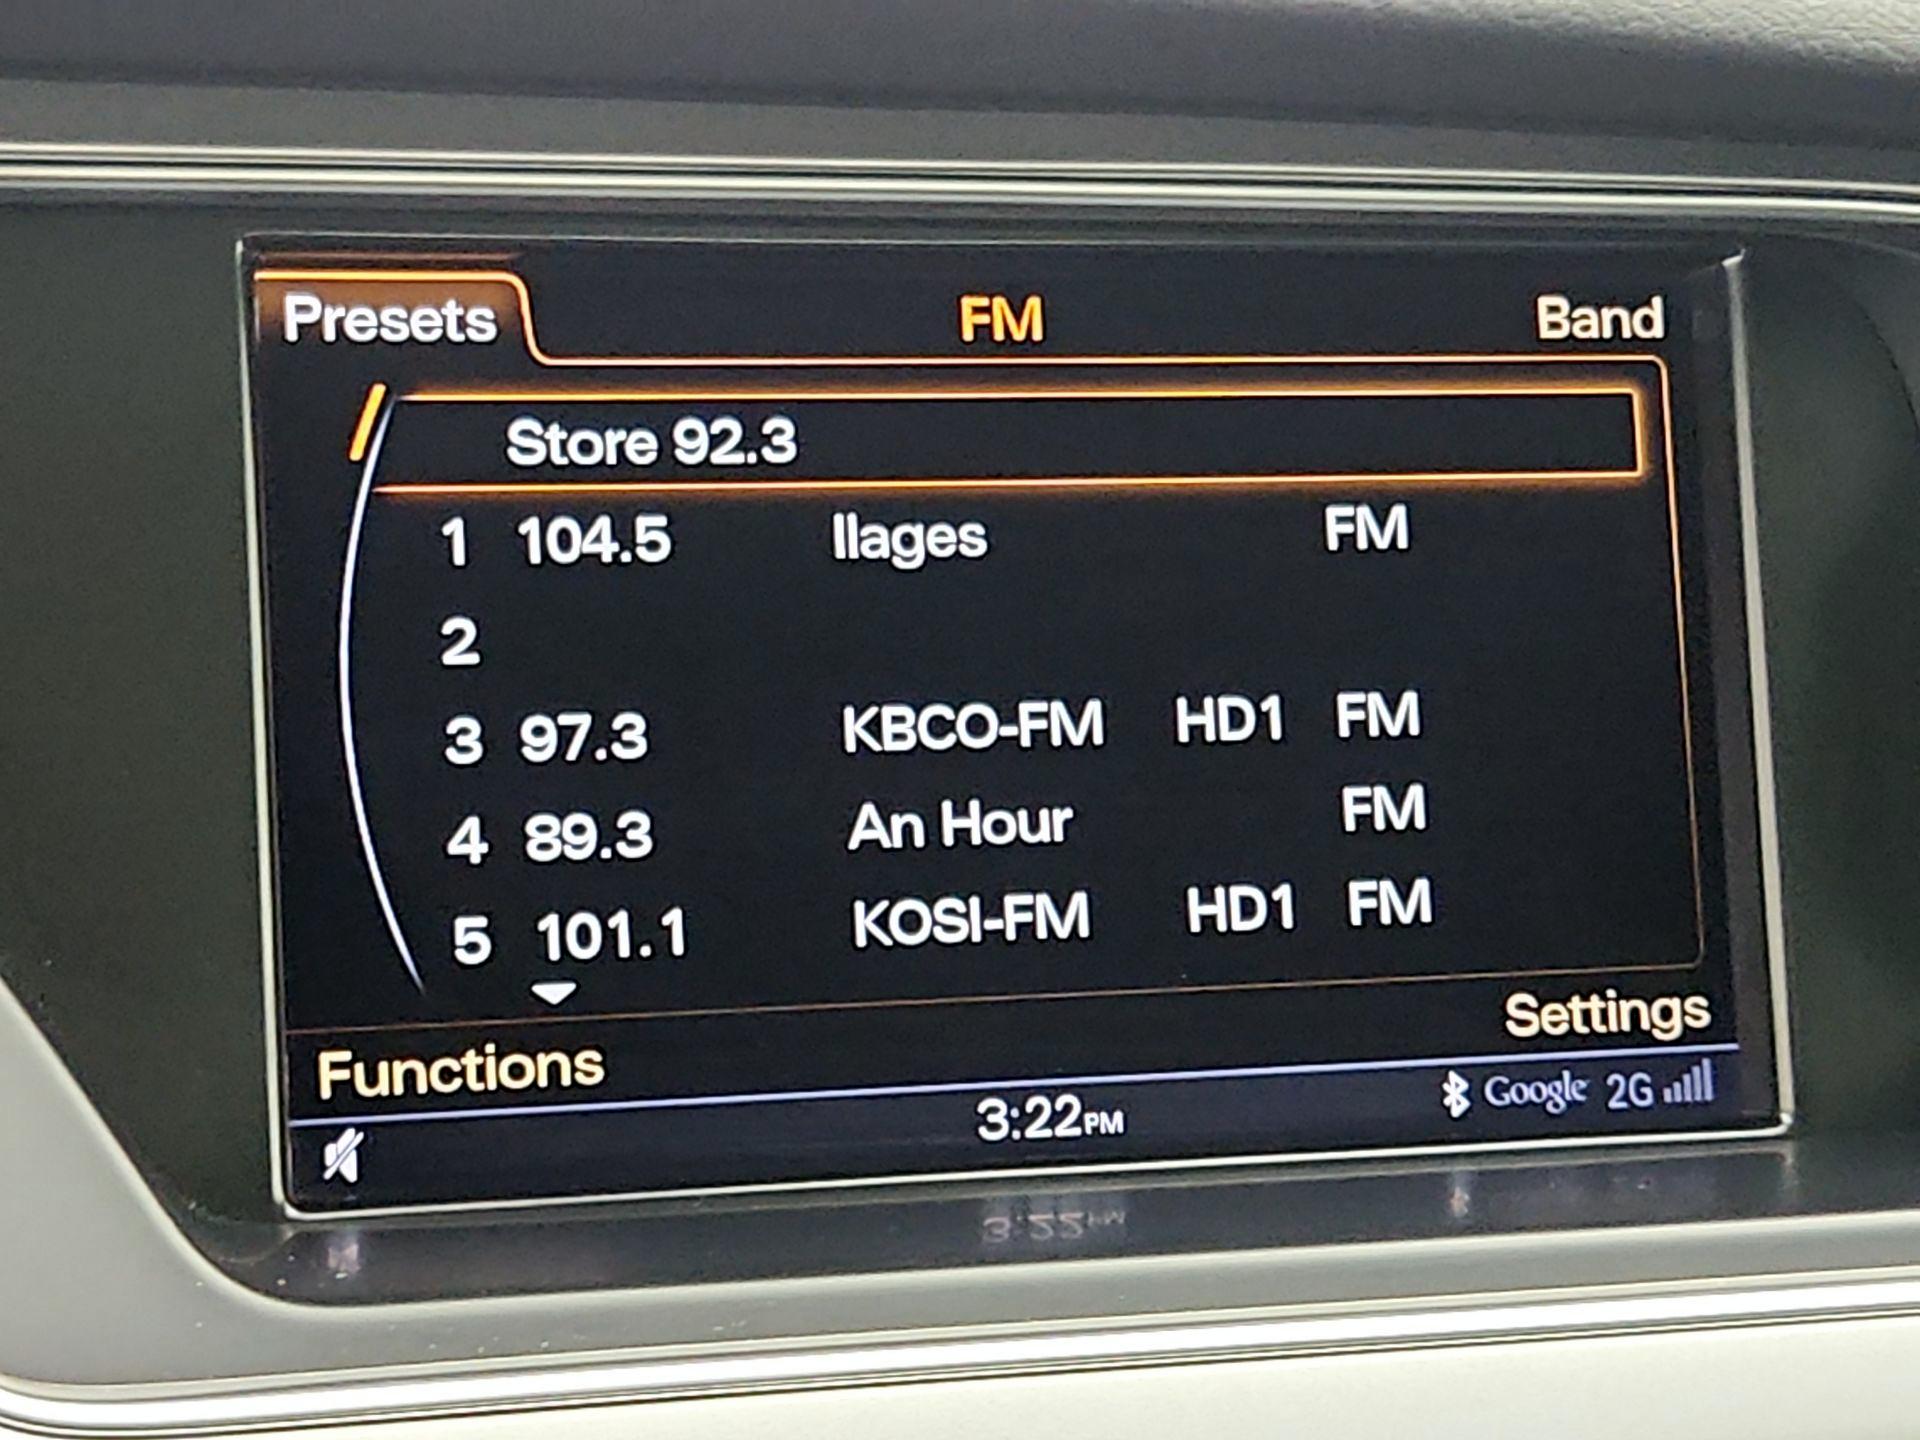 Presets FM Band
Store 92.3
1 104.5 llages FM
2
3 97.3 KBCO-FM HD1 FM
4 89.3 An Hour FM
5 101.1 KOSI-FM HD1 FM
Settings
Functions
3:22PM Google 2G